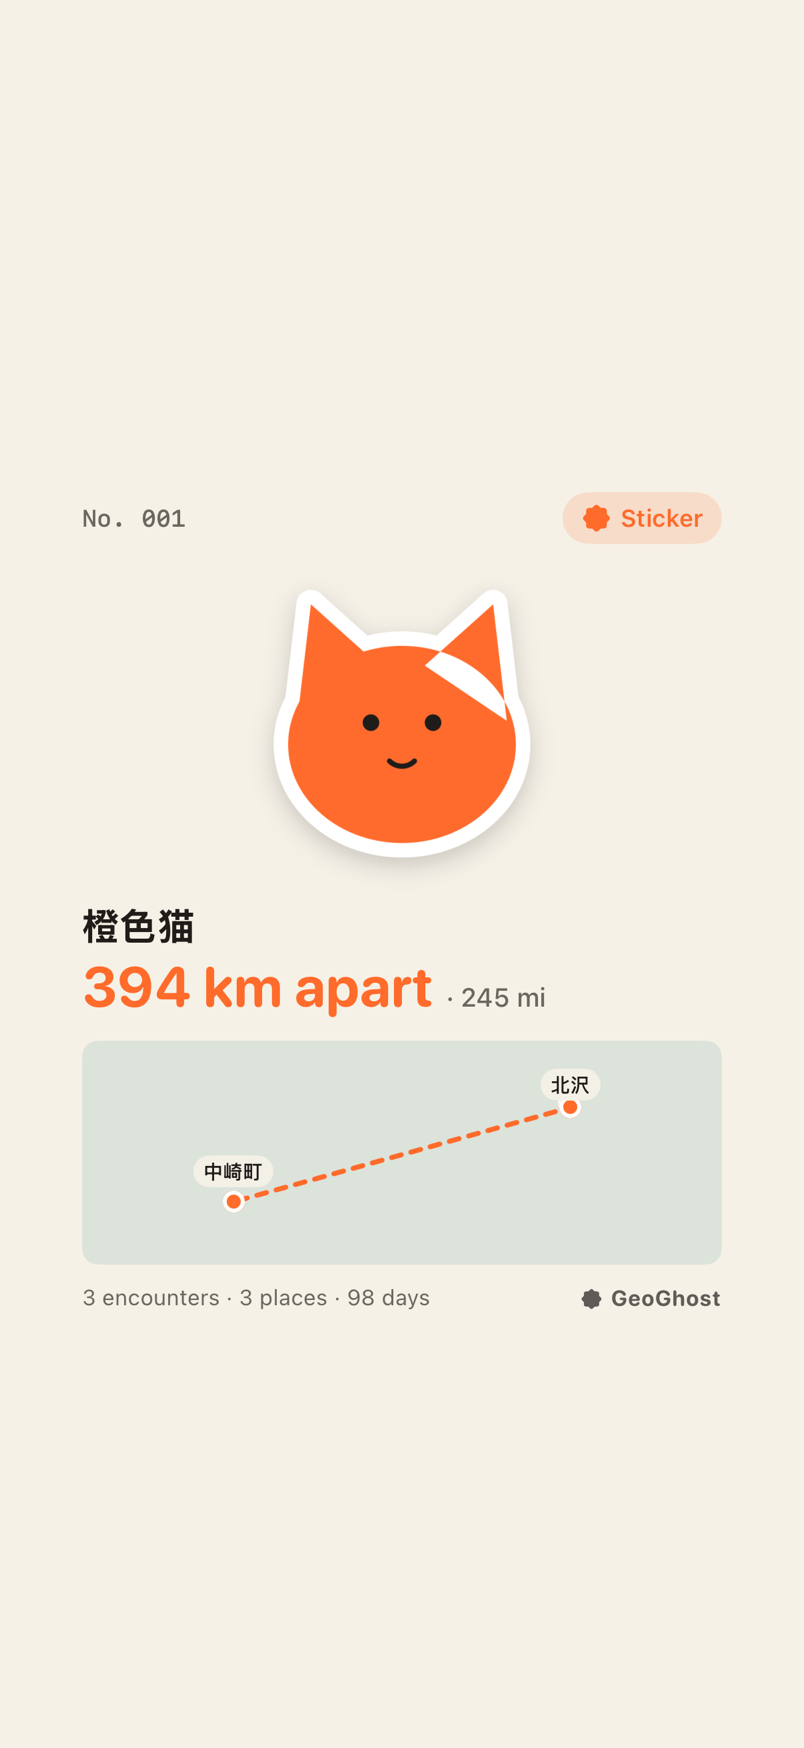 No. 001
Sticker
橙色猫
394 km apart · 245 mi
北沢
中崎町
3 encounters · 3 places · 98 days
GeoGhost